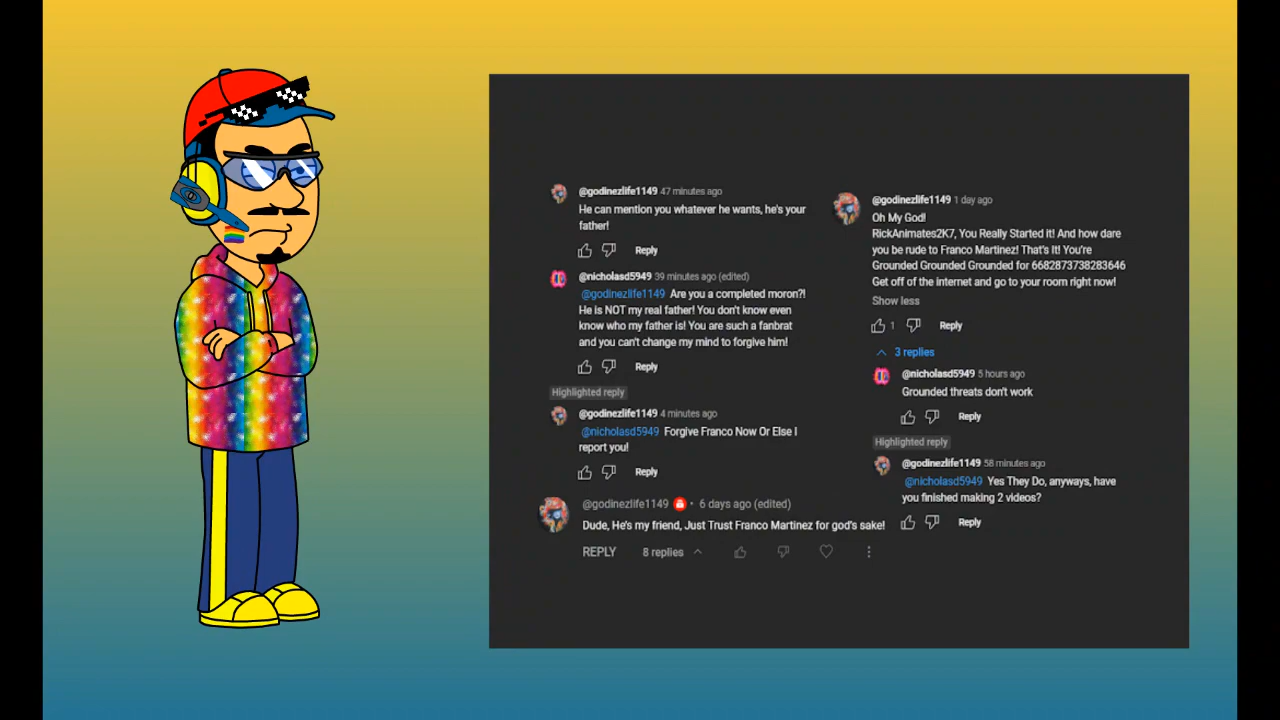 @godinezlife1149 47 minutes ago
He can mention you whatever he wants, he's your
father!
Reply
@nicholasd5949 39 minutes ago (edited)
@godinezlife1149 Are you a completed moron?!
He is NOT my real father! You don't know even
know who my father is! You are such a fanbrat
and you can't change my mind to forgive him!
Reply
Highlighted reply
@godinezlife1149 4 minutes ago
@nicholasd5949 Forgive Franco Now Or Else I
report you!
Reply
@godinezlife1149 • 6 days ago (edited)
Dude, He's my friend, Just Trust Franco Martinez for god's sake!
REPLY 8 replies
@godinezlife1149 1 day ago
Oh My God!
RickAnimates2K7, You Really Started It! And how dare
you be rude to Franco Martinez! That's It! You're
Grounded Grounded Grounded for 6682873738283646
Get off of the internet and go to your room right now!
Show less
1 Reply
3 replies
@nicholasd5949 5 hours ago
Grounded threats don't work
Reply
Highlighted reply
@godinezlife1149 58 minutes ago
@nicholasd5949 Yes They Do, anyways, have
you finished making 2 videos?
Reply